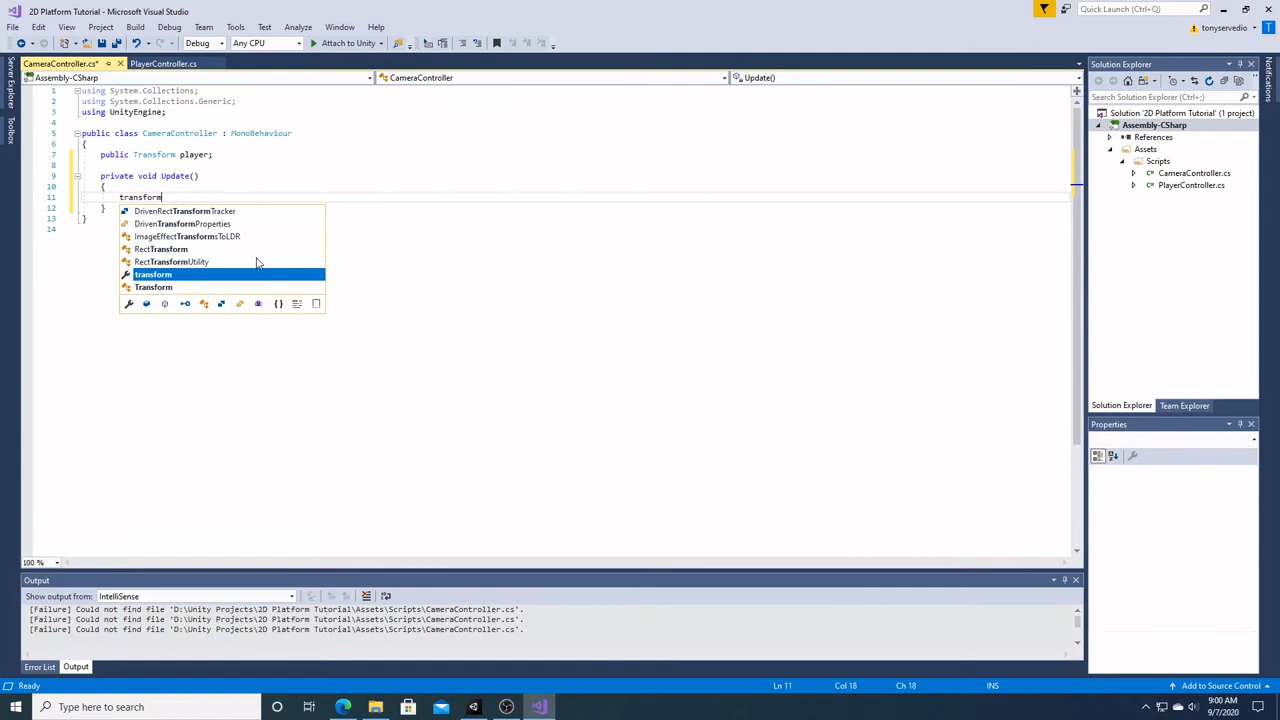 2D Platform Tutorial - Microsoft Visual Studio
Quick Launch (Ctrl+Q)
File Edit View Project Build Debug Team Tools Test Analyze Window Help
tonyservedio T
Debug Any CPU Attach to Unity
Server Explorer
Toolbox
Notifications
CameraController.cs* PlayerController.cs
Assembly-CSharp CameraController Update()
1 using System.Collections;
2 using System.Collections.Generic;
3 using UnityEngine;
4
5 public class CameraController : MonoBehaviour
6 {
7 public Transform player;
8
9 private void Update()
10 {
11 transform
12 }
13 }
14
DrivenRectTransformTracker
DrivenTransformProperties
ImageEffectTransformsToLDR
RectTransform
RectTransformUtility
transform
Transform
100 %
Solution Explorer
Search Solution Explorer (Ctrl+;)
Solution '2D Platform Tutorial' (1 project)
Assembly-CSharp
References
Assets
Scripts
C# CameraController.cs
C# PlayerController.cs
Solution Explorer Team Explorer
Properties
Output
Show output from: IntelliSense
[Failure] Could not find file 'D:\Unity Projects\2D Platform Tutorial\Assets\Scripts\CameraController.cs'.
[Failure] Could not find file 'D:\Unity Projects\2D Platform Tutorial\Assets\Scripts\CameraController.cs'.
[Failure] Could not find file 'D:\Unity Projects\2D Platform Tutorial\Assets\Scripts\CameraController.cs'.
Error List Output
Ready Ln 11 Col 18 Ch 18 INS Add to Source Control
Type here to search
9:00 AM
9/7/2020